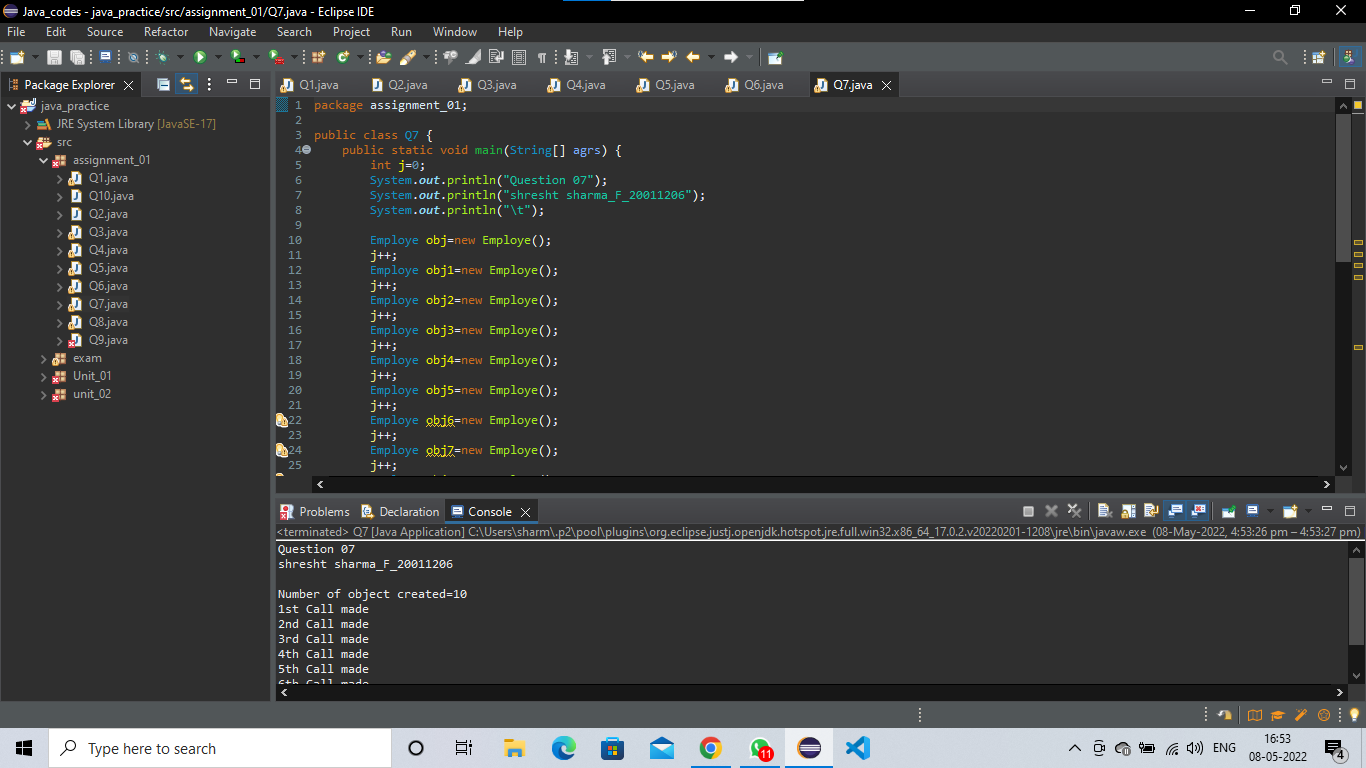 Java_codes - java_practice/src/assignment_01/Q7.java - Eclipse IDE
File Edit Source Refactor Navigate Search Project Run Window Help
Package Explorer
java_practice
JRE System Library [JavaSE-17]
src
assignment_01
Q1.java
Q10.java
Q2.java
Q3.java
Q4.java
Q5.java
Q6.java
Q7.java
Q8.java
Q9.java
exam
Unit_01
unit_02
Q1.java Q2.java Q3.java Q4.java Q5.java Q6.java Q7.java
1 package assignment_01;
2
3 public class Q7 {
4 public static void main(String[] agrs) {
5 int j=0;
6 System.out.println("Question 07");
7 System.out.println("shresht sharma_F_20011206");
8 System.out.println("\t");
9
10 Employe obj=new Employe();
11 j++;
12 Employe obj1=new Employe();
13 j++;
14 Employe obj2=new Employe();
15 j++;
16 Employe obj3=new Employe();
17 j++;
18 Employe obj4=new Employe();
19 j++;
20 Employe obj5=new Employe();
21 j++;
22 Employe obj6=new Employe();
23 j++;
24 Employe obj7=new Employe();
25 j++;
Problems Declaration Console
<terminated> Q7 [Java Application] C:\Users\sharm\.p2\pool\plugins\org.eclipse.justj.openjdk.hotspot.jre.full.win32.x86_64_17.0.2.v20220201-1208\jre\bin\javaw.exe (08-May-2022, 4:53:26 pm – 4:53:27 pm)
Question 07
shresht sharma_F_20011206
Number of object created=10
1st Call made
2nd Call made
3rd Call made
4th Call made
5th Call made
6th Call made
Type here to search
11
ENG
16:53
08-05-2022
4